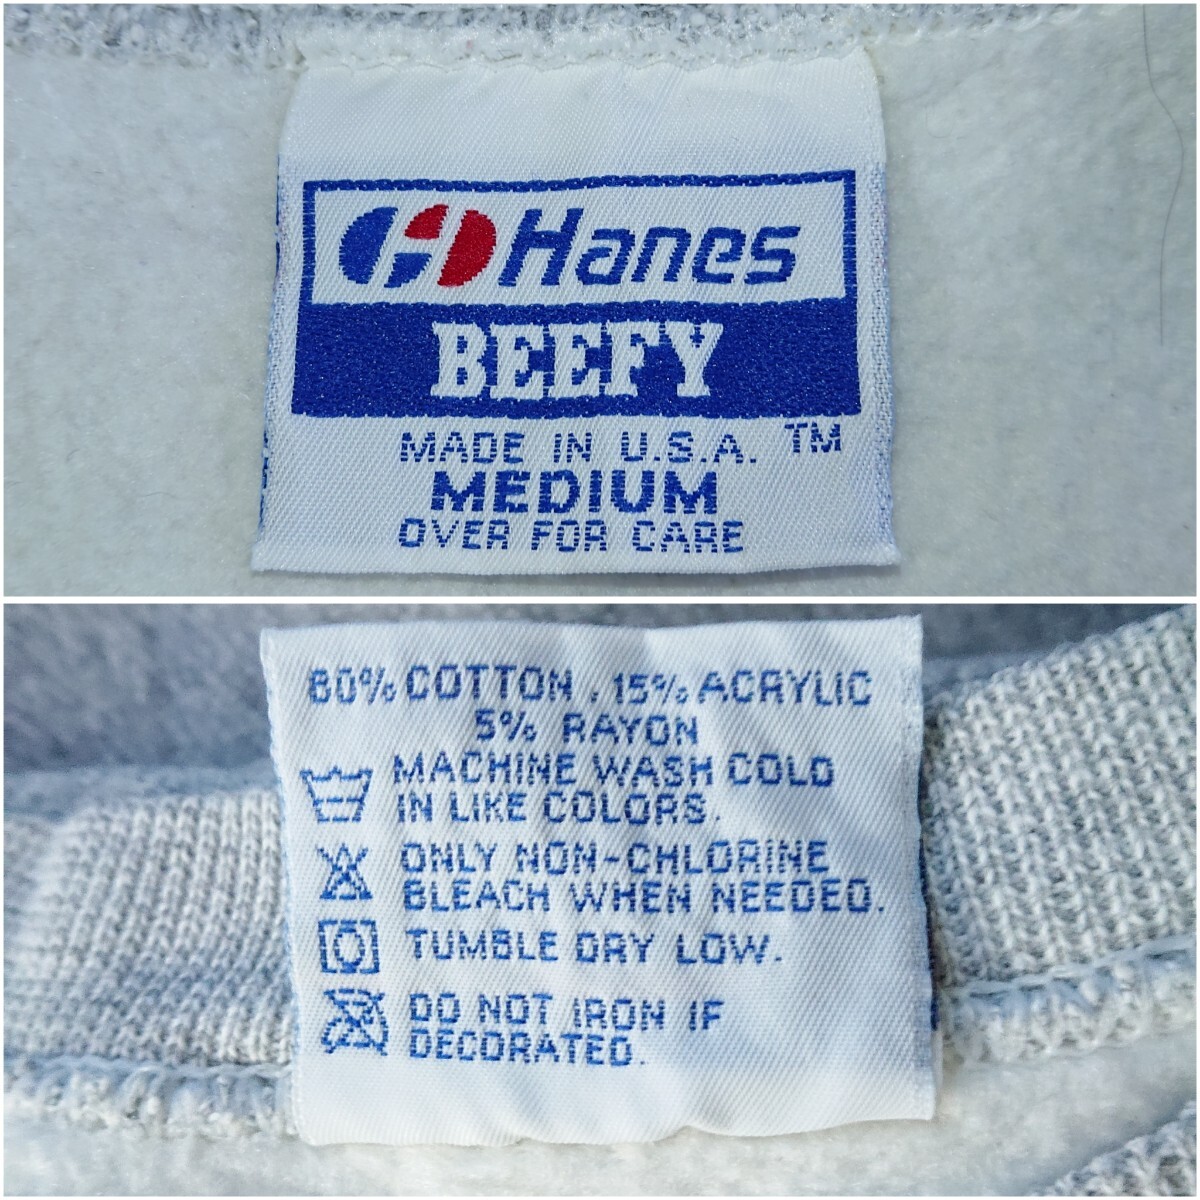 Hanes
BEEFY
MADE IN U.S.A. ™
MEDIUM
OVER FOR CARE
80% COTTON, 15% ACRYLIC
5% RAYON
MACHINE WASH COLD
IN LIKE COLORS.
ONLY NON-CHLORINE
BLEACH WHEN NEEDED.
TUMBLE DRY LOW.
DO NOT IRON IF
DECORATED.